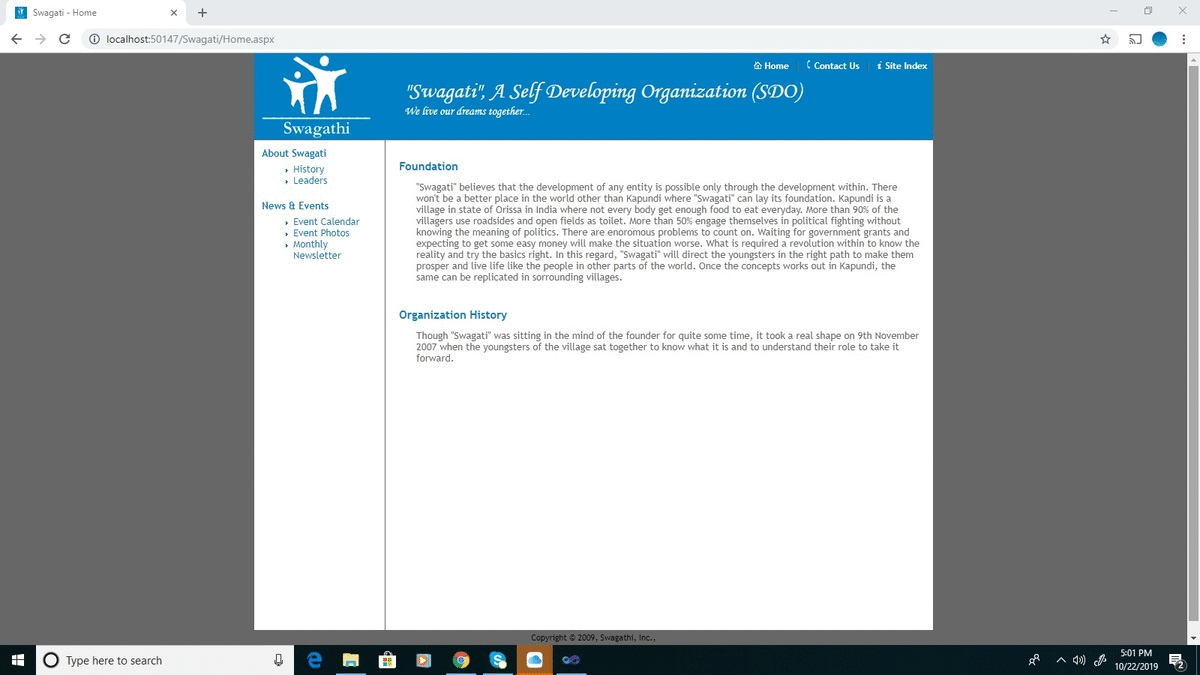 Swagati - Home
localhost:50147/Swagati/Home.aspx
Home
Contact Us
Site Index
"Swagati", A Self Developing Organization (SDO)
We live our dreams together...
Swagathi
About Swagati
History
Leaders
News & Events
Event Calendar
Event Photos
Monthly
Newsletter
Foundation
"Swagati" believes that the development of any entity is possible only through the development within. There
won't be a better place in the world other than Kapundi where "Swagati" can lay its foundation. Kapundi is a
village in state of Orissa in India where not every body get enough food to eat everyday. More than 90% of the
villagers use roadsides and open fields as toilet. More than 50% engage themselves in political fighting without
knowing the meaning of politics. There are enoromous problems to count on. Waiting for government grants and
expecting to get some easy money will make the situation worse. What is required a revolution within to know the
reality and try the basics right. In this regard, "Swagati" will direct the youngsters in the right path to make them
prosper and live life like the people in other parts of the world. Once the concepts works out in Kapundi, the
same can be replicated in sorrounding villages.
Organization History
Though "Swagati" was sitting in the mind of the founder for quite some time, it took a real shape on 9th November
2007 when the youngsters of the village sat together to know what it is and to understand their role to take it
forward.
Copyright © 2009, Swagathi, Inc.,
Type here to search
5:01 PM
10/22/2019
2